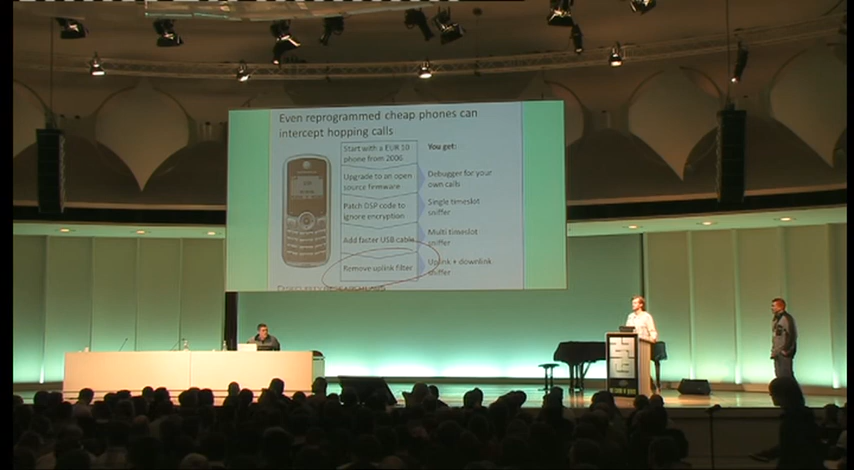 Even reprogrammed cheap phones can
intercept hopping calls
Start with a EUR 10
phone from 2006
You get:
Upgrade to an open
source firmware
Debugger for your
own calls
Patch DSP code to
ignore encryption
Single timeslot
sniffer
Add faster USB cable
Multi timeslot
sniffer
Remove uplink filter
Uplink + downlink
sniffer